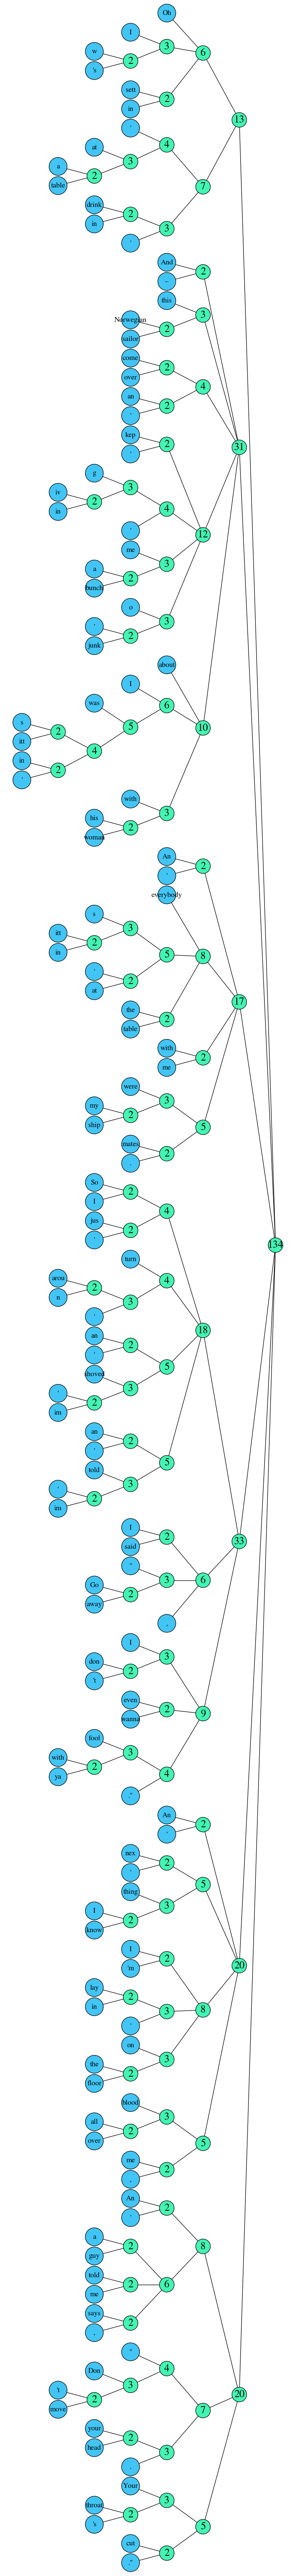 Oh
I
3
w
6
2
's
sett
2
in
13
'
4
at
3
a
2
table
7
drink
2
in
3
'
And
2
–
this
3
Norwegian
2
sailor
come
2
over
4
an
2
'
kep
2
31
'
g
3
iv
2
4
in
'
12
me
3
a
2
bunch
o
3
'
2
junk
about
I
was
6
s
5
10
2
itt
4
in
2
'
with
3
his
2
woman
An
2
'
everybody
s
3
itt
2
in
5
8
'
2
at
17
the
2
table
with
2
me
were
3
my
2
ship
5
mates
2
.
So
2
I
4
jus
2
'
turn
arou
4
2
n
3
'
18
an
2
'
5
shoved
3
'
2
im
an
2
'
5
told
3
'
2
im
I
2
said
33
"
3
6
Go
2
away
,
I
3
don
2
't
even
2
wanna
9
fool
3
with
2
ya
4
."
An
2
'
nex
2
'
5
thing
3
I
2
know
I
2
20
'm
lay
2
in
3
8
'
on
3
the
2
floor
blood
3
all
2
over
5
me
2
,
An
2
'
a
2
guy
8
told
2
6
me
says
2
,
"
4
Don
3
't
2
20
move
7
your
2
head
3
.
Your
3
throat
2
's
5
cut
2
."
134